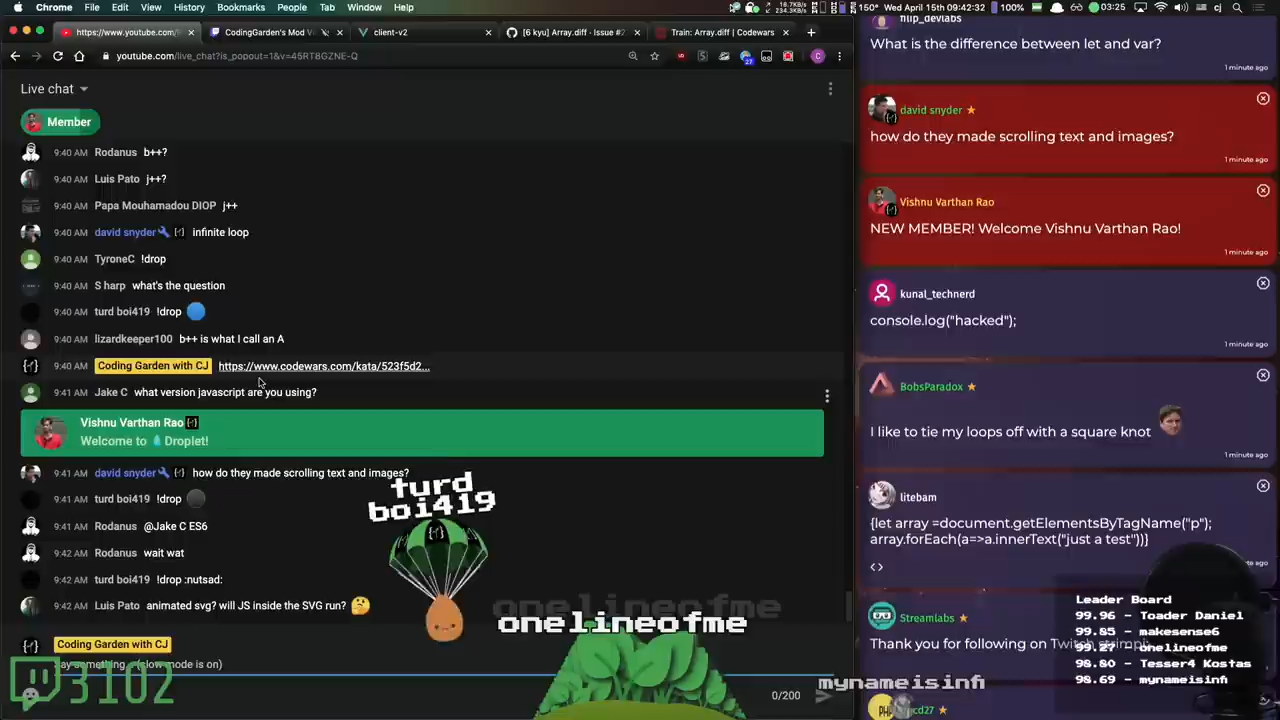 Chrome File Edit View History Bookmarks People Tab Window Help
150° Wed April 15th 09:42:32 100% 03:25 cj
https://www.youtube.com/l
CodingGarden's Mod V
client-v2
[6 kyu] Array.diff · Issue #2
Train: Array.diff | Codewars
youtube.com/live_chat?is_popout=1&v=45RT8GZNE-Q
Live chat
Member
9:40 AM Rodanus b++?
9:40 AM Luis Pato j++?
9:40 AM Papa Mouhamadou DIOP j++
9:40 AM david snyder infinite loop
9:40 AM TyroneC !drop
9:40 AM S harp what's the question
9:40 AM turd boi419 !drop
9:40 AM lizardkeeper100 b++ is what I call an A
9:40 AM Coding Garden with CJ https://www.codewars.com/kata/523f5d2...
9:41 AM Jake C what version javascript are you using?
Vishnu Varthan Rao
Welcome to Droplet!
9:41 AM david snyder how do they made scrolling text and images?
9:41 AM turd boi419 !drop
9:41 AM Rodanus @Jake C ES6
9:42 AM Rodanus wait wat
9:42 AM turd boi419 !drop :nutsad:
9:42 AM Luis Pato animated svg? will JS inside the SVG run?
Coding Garden with CJ
(slow mode is on)
0/200
3102
turd
boi419
onelineofme
onelineofme
mynameisinfi
flip_devlabs
What is the difference between let and var?
1 minute ago
david snyder
how do they made scrolling text and images?
1 minute ago
Vishnu Varthan Rao
NEW MEMBER! Welcome Vishnu Varthan Rao!
1 minute ago
kunal_technerd
console.log("hacked");
1 minute ago
BobsParadox
I like to tie my loops off with a square knot
1 minute ago
litebam
{let array =document.getElementsByTagName("p");
array.forEach(a=>a.innerText("just a test"))}
ago
Streamlabs
Thank you for following on
Leader Board
99.96 - Toader Daniel
99.85 - makesense6
99.27 - onelineofme
98.80 - Tesser4 Kostas
98.69 - mynameisinfi